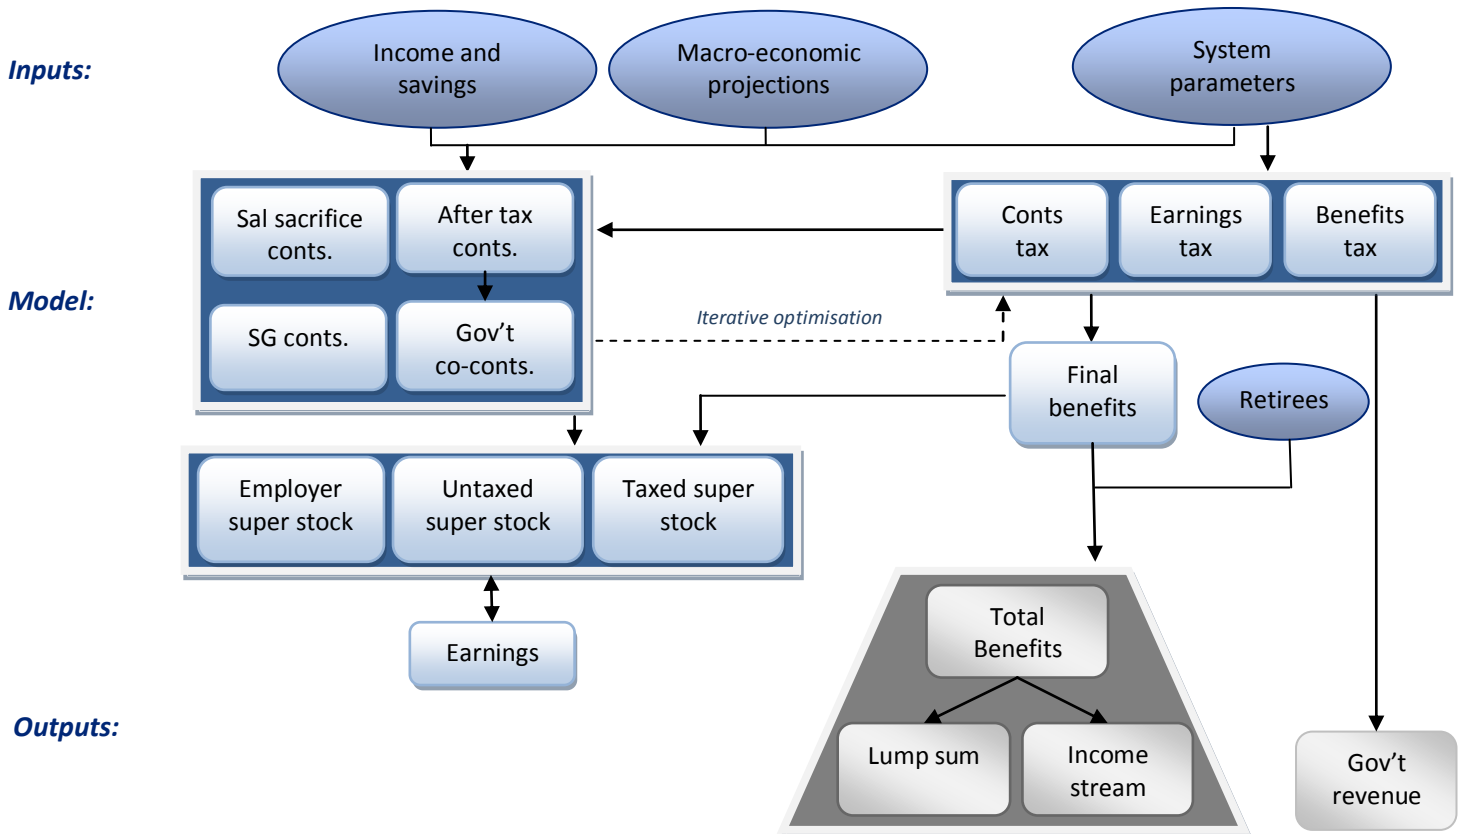 Inputs:
Income and
savings
Macro-economic
projections
System
parameters
Model:
Sal sacrifice
conts.
After tax
conts.
SG conts.
Gov’t
co-conts.
Conts
tax
Earnings
tax
Benefits
tax
Iterative optimisation
Final
benefits
Retirees
Employer
super stock
Untaxed
super stock
Taxed super
stock
Earnings
Outputs:
Total
Benefits
Lump sum
Income
stream
Gov’t
revenue